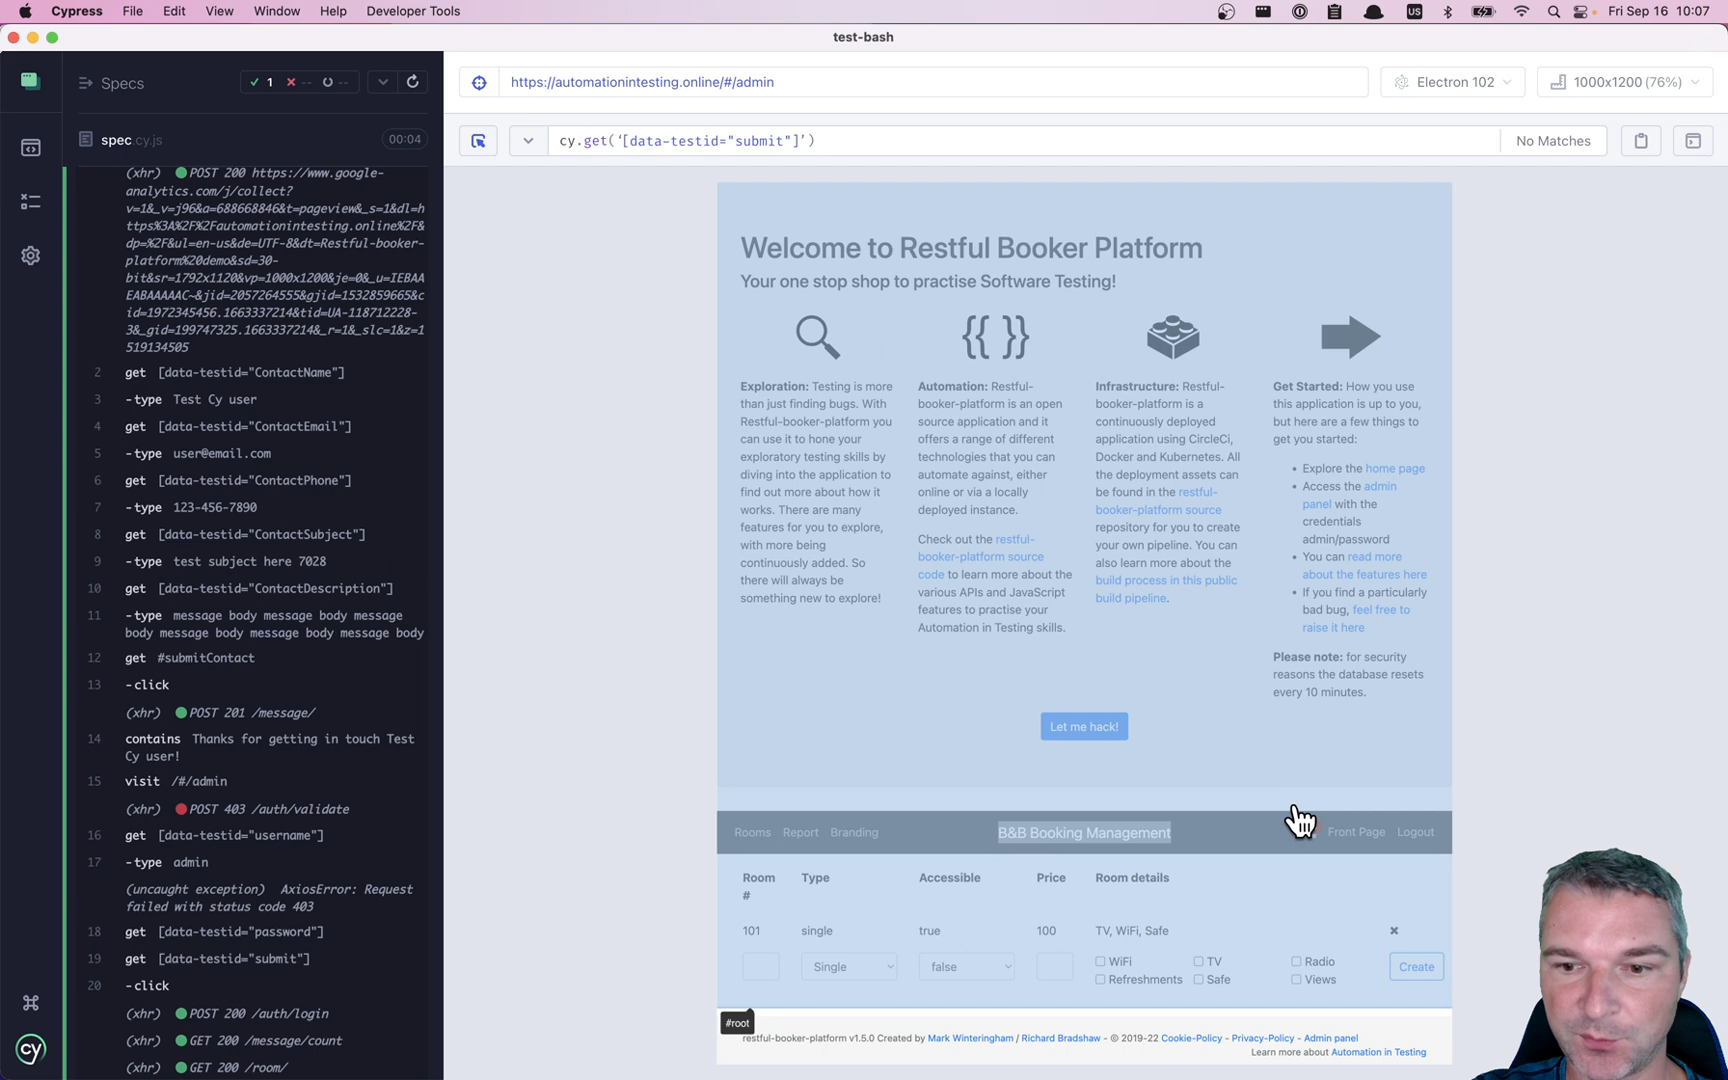 Cypress File Edit View Window Help Developer Tools
US
Fri Sep 16 10:07
test-bash
Specs
1 -- --
https://automationintesting.online/#/admin
Electron 102
1000x1200 (76%)
spec.cy.js
00:04
cy.get('[data-testid="submit"]')
No Matches
(xhr) POST 200 https://www.google-
analytics.com/j/collect?
v=1&_v=j96&a=688668846&t=pageview&_s=1&dl=h
ttps%3A%2F%2Fautomationintesting.online%2F&
dp=%2F&ul=en-us&de=UTF-8&dt=Restful-booker-
platform%20demo&sd=30-
bit&sr=1792x1120&vp=1000x1200&je=0&_u=IEBAA
EABAAAAAC~&jid=2057264555&gjid=1532859665&c
id=1972345456.1663337214&tid=UA-118712228-
3&_gid=199747325.1663337214&_r=1&_slc=1&z=1
519134505
2 get [data-testid="ContactName"]
3 -type Test Cy user
4 get [data-testid="ContactEmail"]
5 -type user@email.com
6 get [data-testid="ContactPhone"]
7 -type 123-456-7890
8 get [data-testid="ContactSubject"]
9 -type test subject here 7028
10 get [data-testid="ContactDescription"]
11 -type message body message body message
body message body message body message body
12 get #submitContact
13 -click
(xhr) POST 201 /message/
14 contains Thanks for getting in touch Test
Cy user!
15 visit /#/admin
(xhr) POST 403 /auth/validate
16 get [data-testid="username"]
17 -type admin
(uncaught exception) AxiosError: Request
failed with status code 403
18 get [data-testid="password"]
19 get [data-testid="submit"]
20 -click
(xhr) POST 200 /auth/login
(xhr) GET 200 /message/count
(xhr) GET 200 /room/
cy
Welcome to Restful Booker Platform
Your one stop shop to practise Software Testing!
{{ }}
Exploration: Testing is more
than just finding bugs. With
Restful-booker-platform you
can use it to hone your
exploratory testing skills by
diving into the application to
find out more about how it
works. There are many
features for you to explore,
with more being
continuously added. So
there will always be
something new to explore!
Automation: Restful-
booker-platform is an open
source application and it
offers a range of different
technologies that you can
automate against, either
online or via a locally
deployed instance.
Check out the restful-
booker-platform source
code to learn more about the
various APIs and JavaScript
features to practise your
Automation in Testing skills.
Infrastructure: Restful-
booker-platform is a
continuously deployed
application using CircleCi,
Docker and Kubernetes. All
the deployment assets can
be found in the restful-
booker-platform source
repository for you to create
your own pipeline. You can
also learn more about the
build process in this public
build pipeline.
Get Started: How you use
this application is up to you,
but here are a few things to
get you started:
• Explore the home page
• Access the admin
panel with the
credentials
admin/password
• You can read more
about the features here
• If you find a particularly
bad bug, feel free to
raise it here
Please note: for security
reasons the database resets
every 10 minutes.
Let me hack!
Rooms Report Branding
B&B Booking Management
Front Page Logout
Room
#
Type
Accessible
Price
Room details
101 single true 100 TV, WiFi, Safe
Single
false
WiFi TV Radio
Refreshments Safe Views
Create
#root
restful-booker-platform v1.5.0 Created by Mark Winteringham / Richard Bradshaw - © 2019-22 Cookie-Policy - Privacy-Policy - Admin panel
Learn more about Automation in Testing